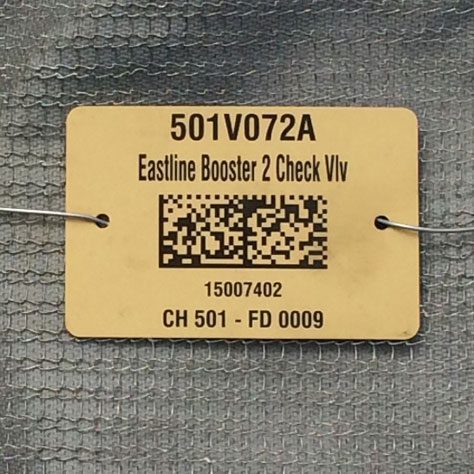 501V072A
Eastline Booster 2 Check Vlv
15007402
CH 501 - FD 0009